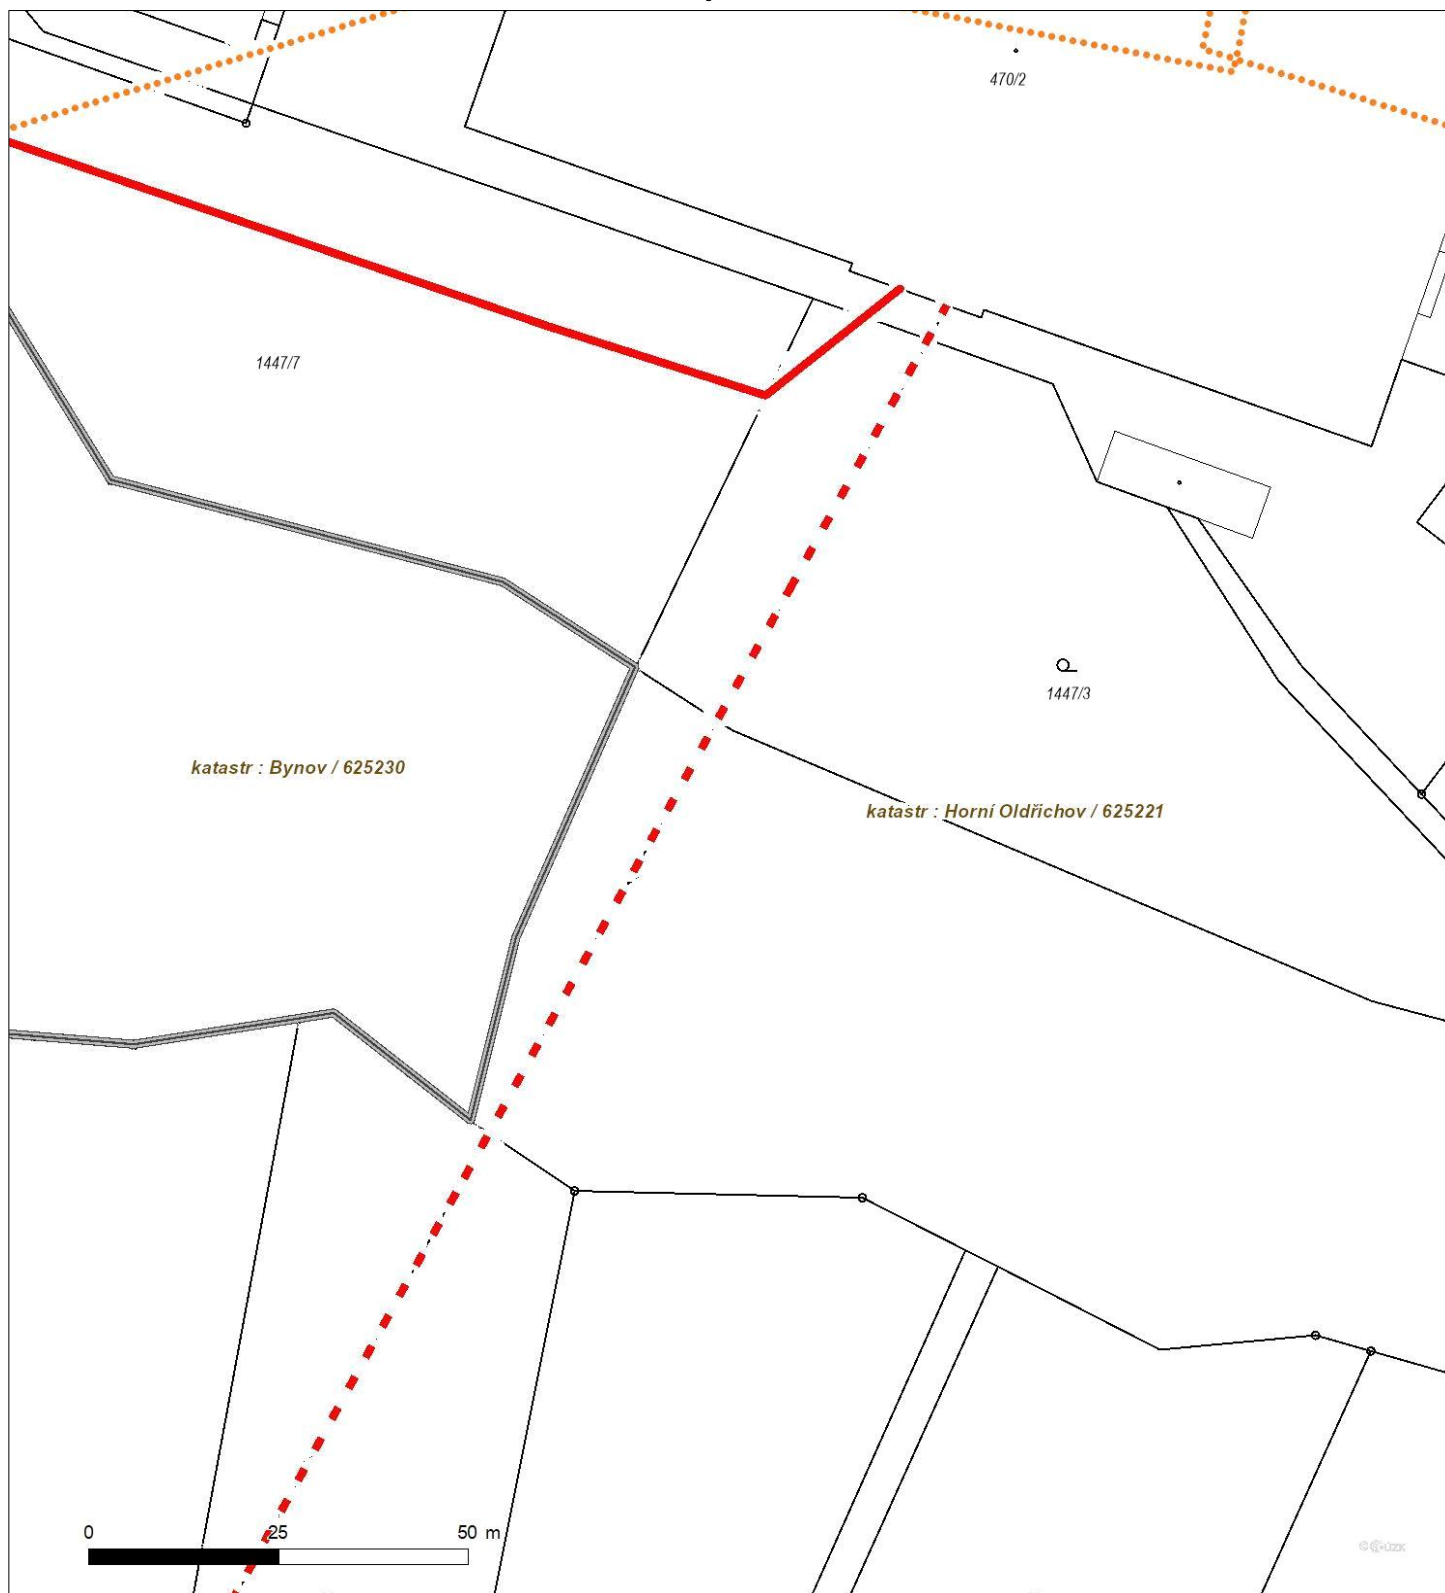 470/2
1447/7
1447/3
katastr : Bynov / 625230
katastr : Horní Oldřichov / 625221
0 25 50 m